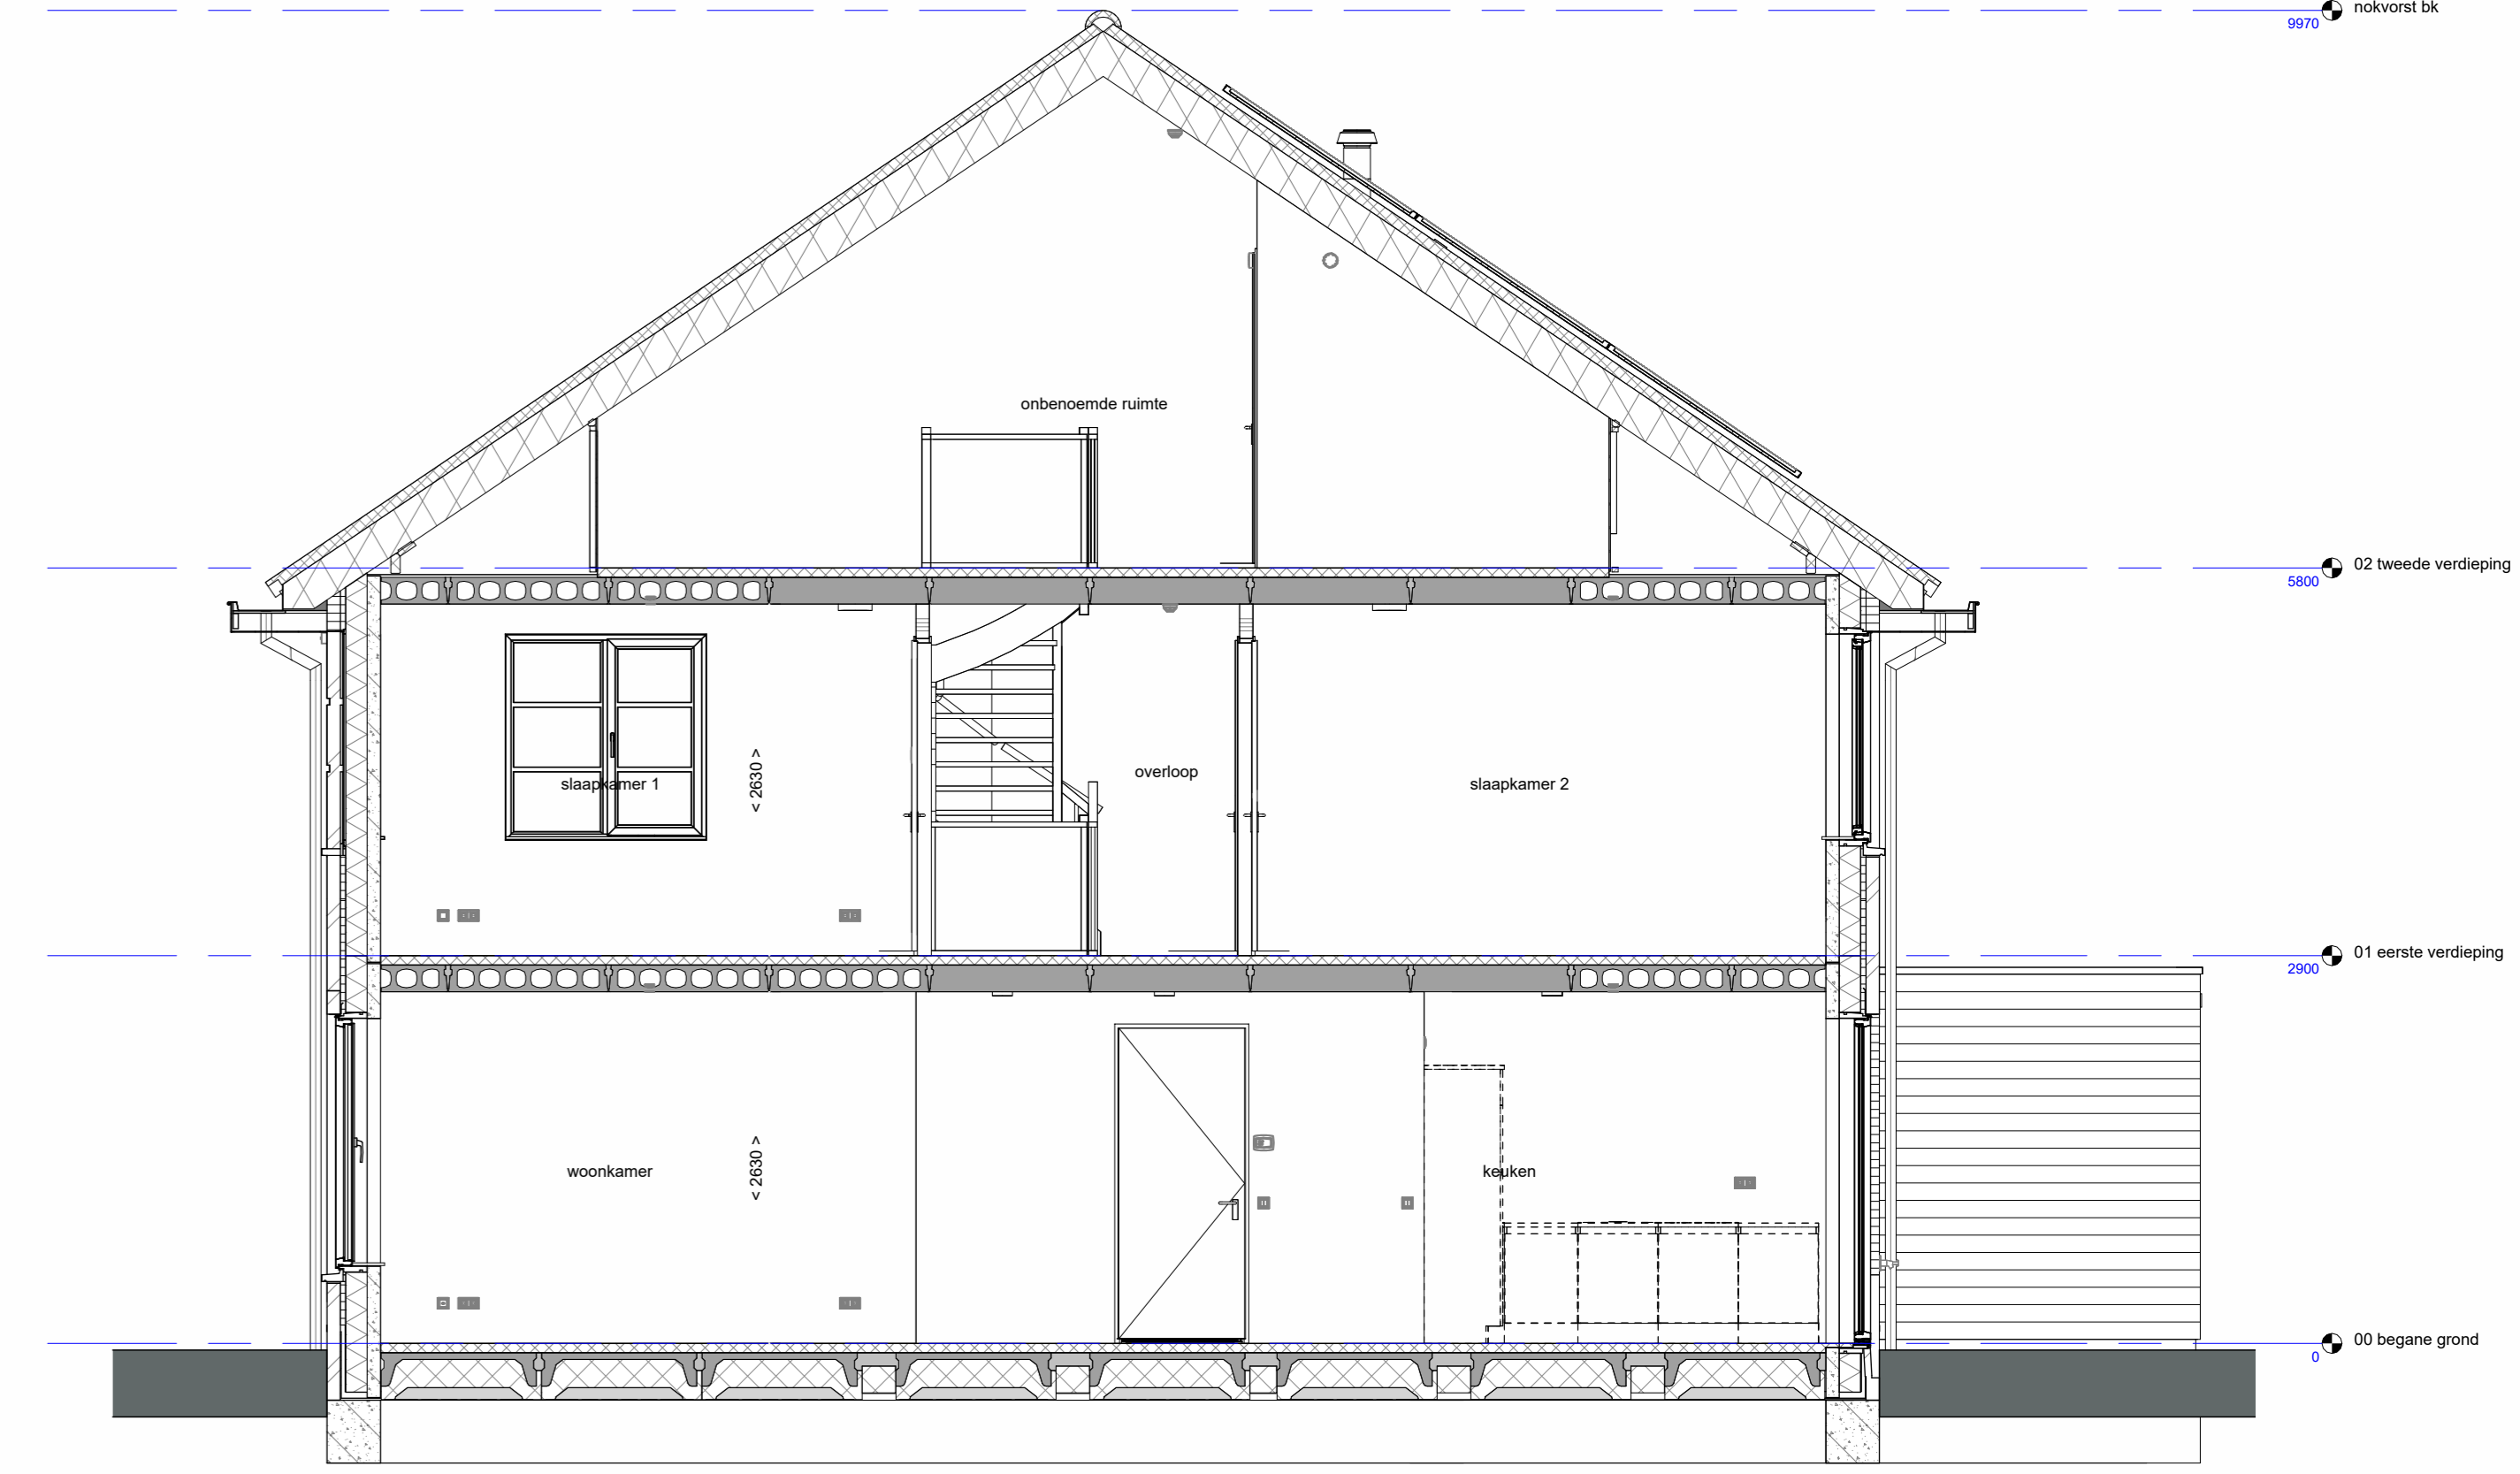 nokvorst bk
9970
onbenoemde ruimte
02 tweede verdieping
5800
slaapkamer 1
< 2630 >
overloop
slaapkamer 2
01 eerste verdieping
2900
woonkamer
< 2630 >
keuken
00 begane grond
0